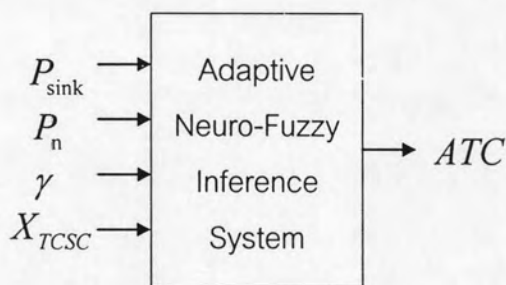 P_sink
Adaptive
P_n
Neuro-Fuzzy
ATC
γ
Inference
X_TCSC
System